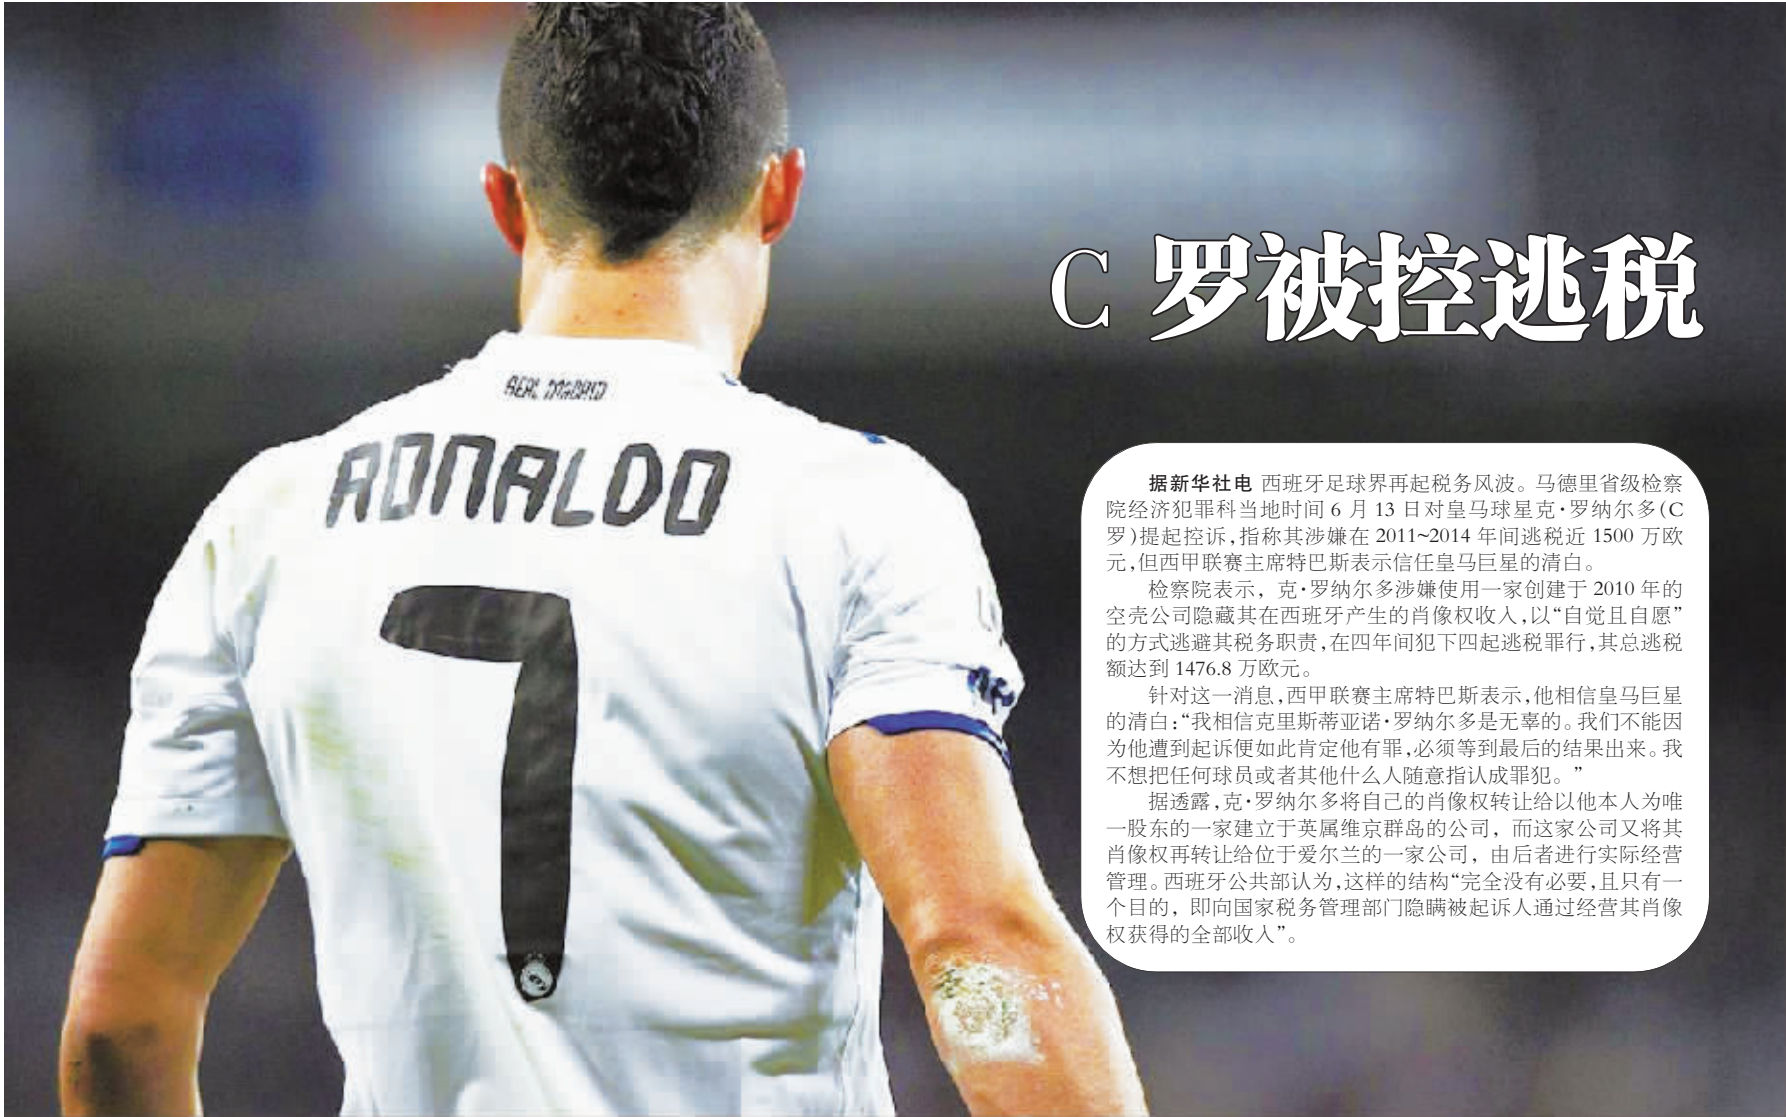 C 罗被控逃税
REAL MADRID
RONALDO
7
据新华社电 西班牙足球界再起税务风波。马德里省级检察
院经济犯罪科当地时间 6 月 13 日对皇马球星克·罗纳尔多(C
罗)提起控诉,指称其涉嫌在 2011~2014 年间逃税近 1500 万欧
元,但西甲联赛主席特巴斯表示信任皇马巨星的清白。
检察院表示，克·罗纳尔多涉嫌使用一家创建于 2010 年的
空壳公司隐藏其在西班牙产生的肖像权收入,以“自觉且自愿”
的方式逃避其税务职责,在四年间犯下四起逃税罪行,其总逃税
额达到 1476.8 万欧元。
针对这一消息,西甲联赛主席特巴斯表示,他相信皇马巨星
的清白:“我相信克里斯蒂亚诺·罗纳尔多是无辜的。我们不能因
为他遭到起诉便如此肯定他有罪,必须等到最后的结果出来。我
不想把任何球员或者其他什么人随意指认成罪犯。”
据透露,克·罗纳尔多将自己的肖像权转让给以他本人为唯
一股东的一家建立于英属维京群岛的公司，而这家公司又将其
肖像权再转让给位于爱尔兰的一家公司，由后者进行实际经营
管理。西班牙公共部认为,这样的结构“完全没有必要,且只有一
个目的，即向国家税务管理部门隐瞒被起诉人通过经营其肖像
权获得的全部收入”。